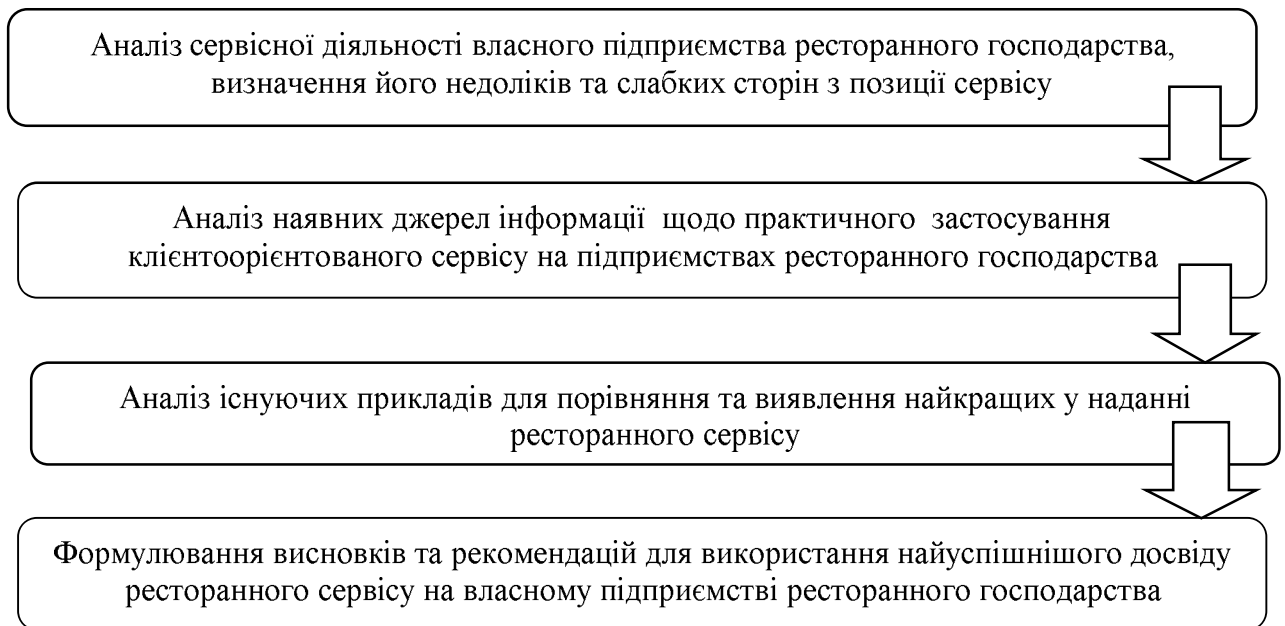 Аналіз сервісної діяльності власного підприємства ресторанного господарства,
визначення його недоліків та слабких сторін з позиції сервісу
Аналіз наявних джерел інформації щодо практичного застосування
клієнтоорієнтованого сервісу на підприємствах ресторанного господарства
Аналіз існуючих прикладів для порівняння та виявлення найкращих у наданні
ресторанного сервісу
Формулювання висновків та рекомендацій для використання найуспішнішого досвіду
ресторанного сервісу на власному підприємстві ресторанного господарства